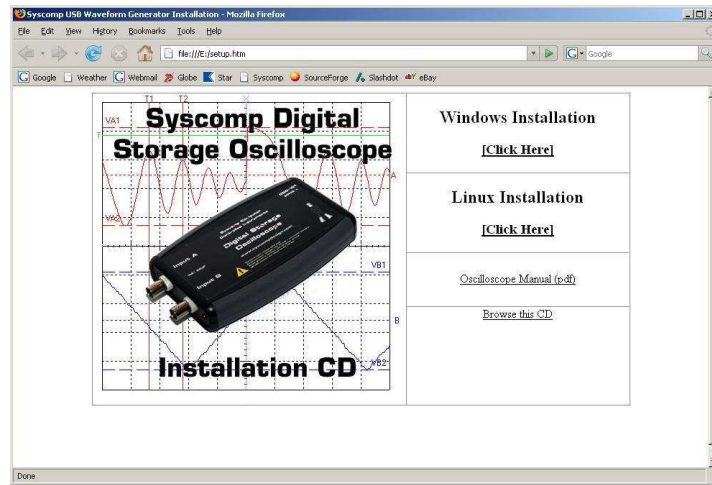 Syscomp USB Waveform Generator Installation - Mozilla Firefox
File Edit View History Bookmarks Tools Help
file:///E:/setup.htm
G Google
Google Weather Webmail Globe Star Syscomp SourceForge Slashdot eBay
T1 T2
VA1
Syscomp Digital
Storage Oscilloscope
T
A
VA2
Digital Storage
Oscilloscope
Input A
Input B
VB1
B
VB2
Installation CD
Windows Installation
[Click Here]
Linux Installation
[Click Here]
Oscilloscope Manual (pdf)
Browse this CD
Done